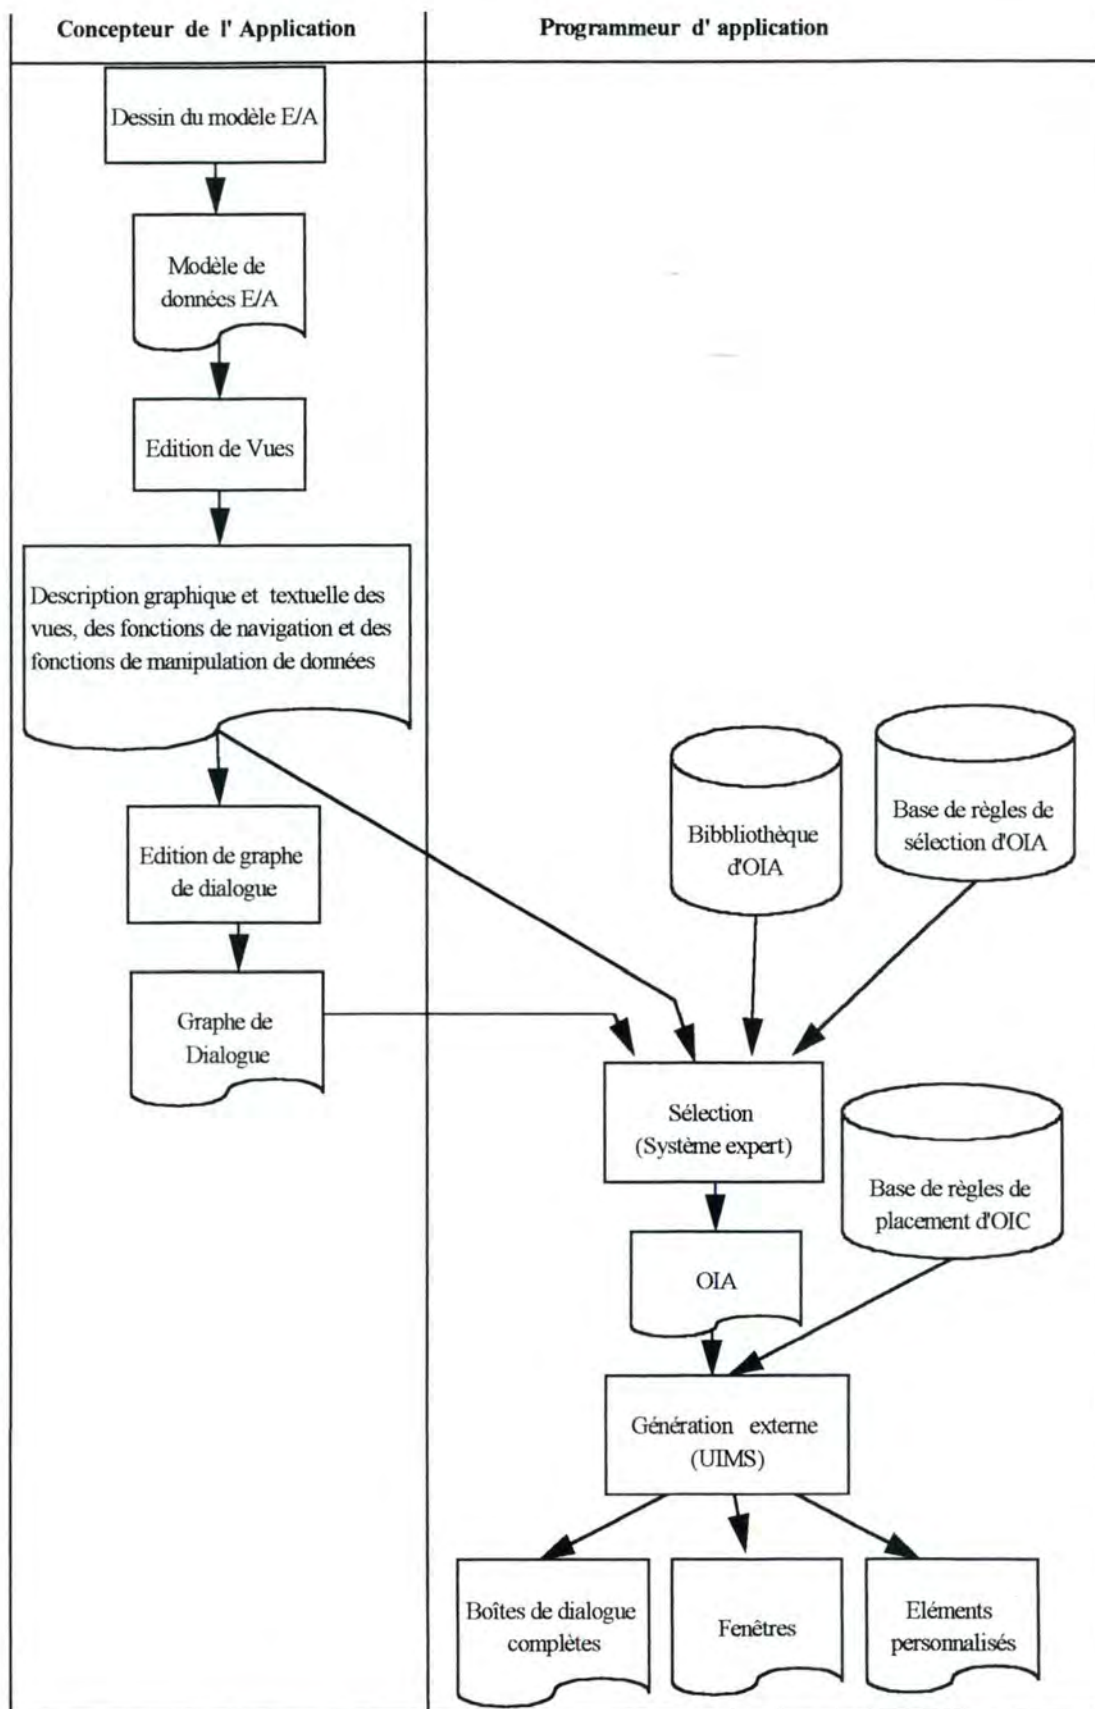 Concepteur de l' Application
Programmeur d' application
Dessin du modèle E/A
Modèle de
données E/A
Edition de Vues
Description graphique et textuelle des
vues, des fonctions de navigation et des
fonctions de manipulation de données
Bibbliothèque
d'OIA
Base de règles de
sélection d'OIA
Edition de graphe
de dialogue
Graphe de
Dialogue
Sélection
(Système expert)
Base de règles de
placement d'OIC
OIA
Génération externe
(UIMS)
Boîtes de dialogue
complètes
Fenêtres
Eléments
personnalisés